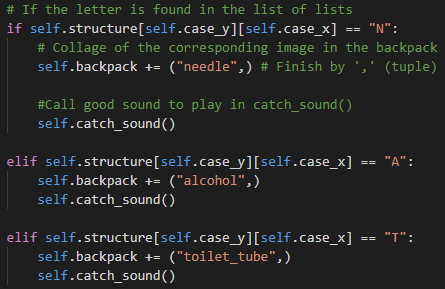 # If the letter is found in the list of lists
if self.structure[self.case_y][self.case_x] == "N":
    # Collage of the corresponding image in the backpack
    self.backpack += ("needle",) # Finish by ',' (tuple)

    #Call good sound to play in catch_sound()
    self.catch_sound()

elif self.structure[self.case_y][self.case_x] == "A":
    self.backpack += ("alcohol",)
    self.catch_sound()

elif self.structure[self.case_y][self.case_x] == "T":
    self.backpack += ("toilet_tube",)
    self.catch_sound()